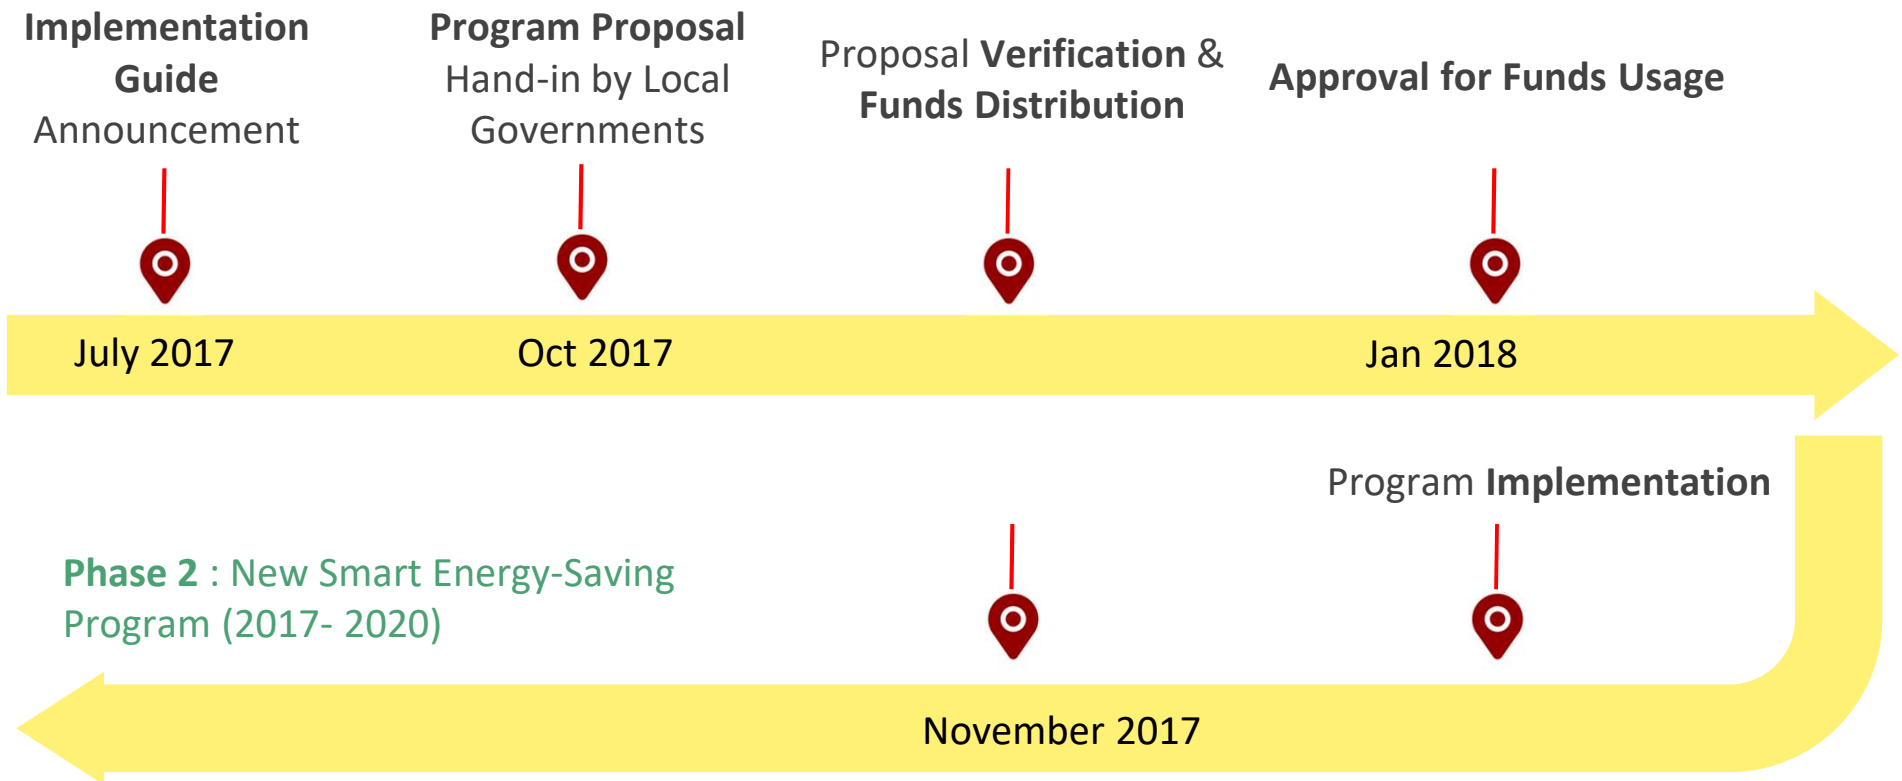 Implementation
Guide
Announcement
Program Proposal
Hand-in by Local
Governments
Proposal Verification &
Funds Distribution
Approval for Funds Usage
July 2017
Oct 2017
Jan 2018
Program Implementation
Phase 2 : New Smart Energy-Saving
Program (2017- 2020)
November 2017